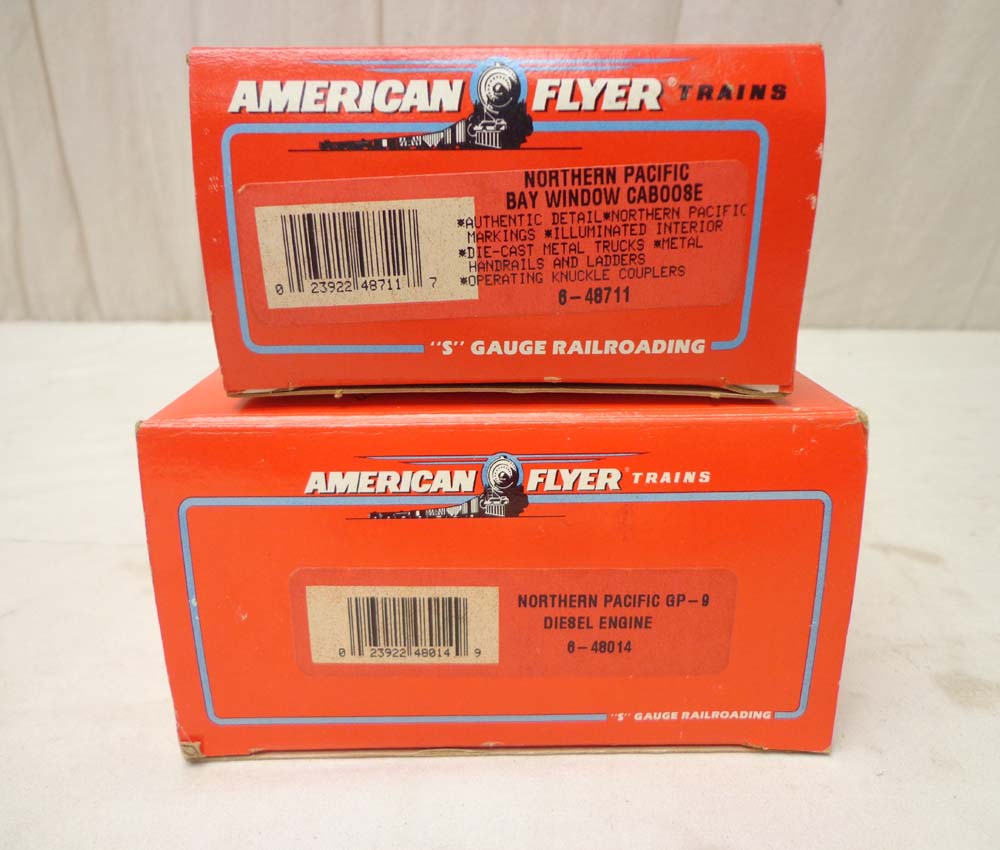 AMERICAN FLYER® TRAINS
NORTHERN PACIFIC
BAY WINDOW CABOOSE
*AUTHENTIC DETAIL*NORTHERN PACIFIC
MARKINGS *ILLUMINATED INTERIOR
*DIE-CAST METAL TRUCKS *METAL
HANDRAILS AND LADDERS
*OPERATING KNUCKLE COUPLERS
6-48711
0 23922 48711 7
"S" GAUGE RAILROADING
AMERICAN FLYER® TRAINS
NORTHERN PACIFIC GP-9
DIESEL ENGINE
6-48014
0 23922 48014 9
"S" GAUGE RAILROADING